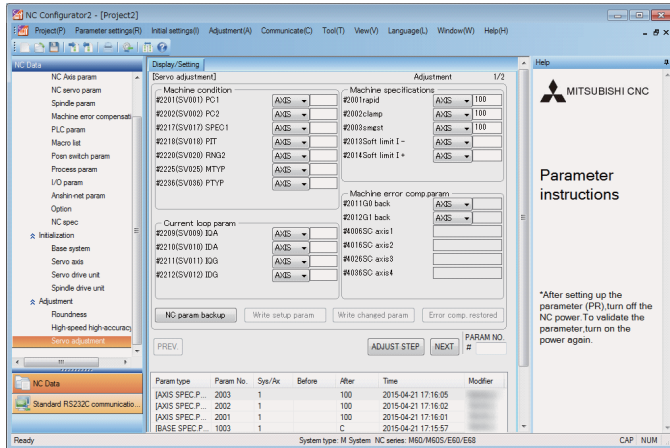 NC Configurator2 - [Project2]
Project(P) Parameter settings(R) Initial settings(I) Adjustment(A) Communicate(C) Tool(T) View(V) Language(L) Window(W) Help(H)
NC Data
NC Axis param
NC servo param
Spindle param
Machine error compensati
PLC param
Macro list
Posn switch param
Process param
I/O param
Anshin-net param
Option
NC spec
Initialization
Base system
Servo axis
Servo drive unit
Spindle drive unit
Adjustment
Roundness
High-speed high-accuracy
Servo adjustment
NC Data
Standard RS232C communicatio...
Display/Setting
[Servo adjustment] Adjustment 1/2
Machine condition
#2201(SV001) PC1 AXIS
#2202(SV002) PC2 AXIS
#2217(SV017) SPEC1 AXIS
#2218(SV018) PIT AXIS
#2220(SV020) RNG2 AXIS
#2225(SV025) MTYP AXIS
#2236(SV036) PTYP AXIS
Current loop param
#2209(SV009) IQA AXIS
#2210(SV010) IDA AXIS
#2211(SV011) IQG AXIS
#2212(SV012) IDG AXIS
Machine specifications
#2001rapid AXIS 100
#2002clamp AXIS 100
#2003smgst AXIS 100
#2013Soft limit I- AXIS
#2014Soft limit I+ AXIS
Machine error comp.param
#2011G0 back AXIS
#2012G1 back AXIS
#4006SC axis1
#4016SC axis2
#4026SC axis3
#4036SC axis4
NC param backup Write setup param Write changed param Error comp. restored
PREV. ADJUST STEP NEXT PARAM NO.
#
Param type Param No. Sys/Ax Before After Time Modifier
[AXIS SPEC.P... 2003 1 100 2015-04-21 17:16:05
[AXIS SPEC.P... 2002 1 100 2015-04-21 17:16:02
[AXIS SPEC.P... 2001 1 100 2015-04-21 17:16:01
[BASE SPEC.P... 1003 1 C 2015-04-21 17:15:57
Help
MITSUBISHI CNC
Parameter
instructions
*After setting up the
parameter (PR),turn off the
NC power.To validate the
parameter,turn on the
power again.
Ready System type: M System NC series: M60/M60S/E60/E68 CAP NUM